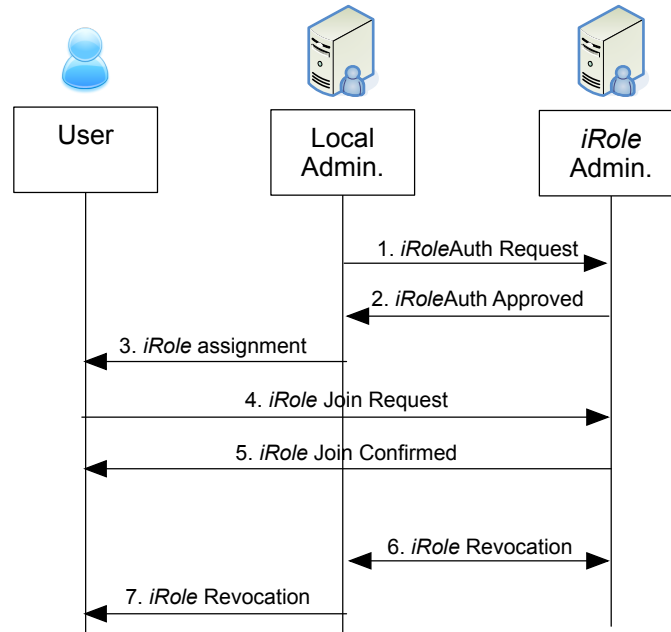 User
Local
Admin.
iRole
Admin.
1. iRoleAuth Request
2. iRoleAuth Approved
3. iRole assignment
4. iRole Join Request
5. iRole Join Confirmed
6. iRole Revocation
7. iRole Revocation